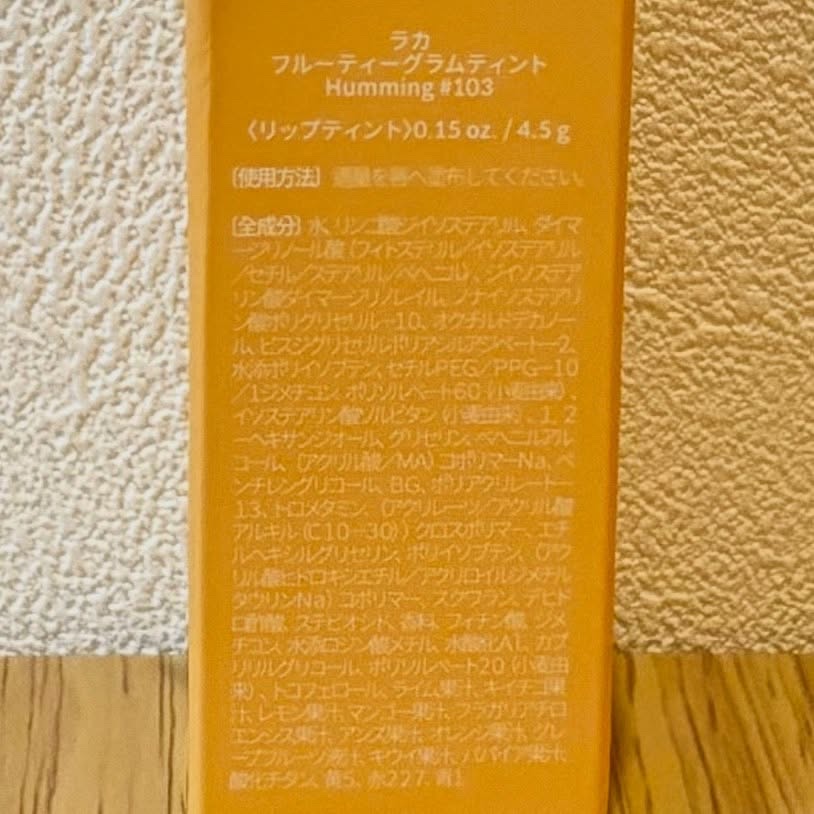 ラカ
フルーティーグラムティント
Humming #103
〈リップティント〉0.15 oz. / 4.5 g
[使用方法] 適量を唇へ塗布してください。
[全成分] 水、リンゴ酸ジイソステアリル、ダイマ
ージリノール酸 (フィトステリル/イソステアリル
/セチル/ステアリル/ベヘニル)、ジイソステア
リン酸ダイマージリノレイル、ノナイソステアリ
ン酸ポリグリセリル-10、オクチルドデカノー
ル、ビスジグリセリルポリアシルアジペート-2、
水添ポリイソブテン、セチルPEG/PPG-10
/1ジメチコン、ポリソルベート60 (小麦由来)、
イソステアリン酸ソルビタン (小麦由来)、1,2
-ヘキサンジオール、グリセリン、ベヘニルアル
コール、(アクリル酸/MA) コポリマーNa、ペ
ンチレングリコール、BG、ポリアクリレート-
13、トロメタミン、(アクリレーツ/アクリル酸
アルキル (C10-30)) クロスポリマー、エチ
ルヘキシルグリセリン、ポリイソブテン、(アク
リル酸ヒドロキシエチル/アクリロイルジメチル
タウリンNa) コポリマー、スクワラン、デヒド
ロ酢酸、ステビオシド、香料、フィチン酸、ジメ
チコン、水添ロジン酸メチル、水酸化Al、カプ
リリルグリコール、ポリソルベート20 (小麦由
来)、トコフェロール、ライム果汁、キイチゴ果
汁、レモン果汁、マンゴー果汁、フラガリアチロ
エンシス果汁、アンズ果汁、オレンジ果汁、グレ
ープフルーツ果汁、キウイ果汁、パパイア果汁、
酸化チタン、黄5、赤227、青1